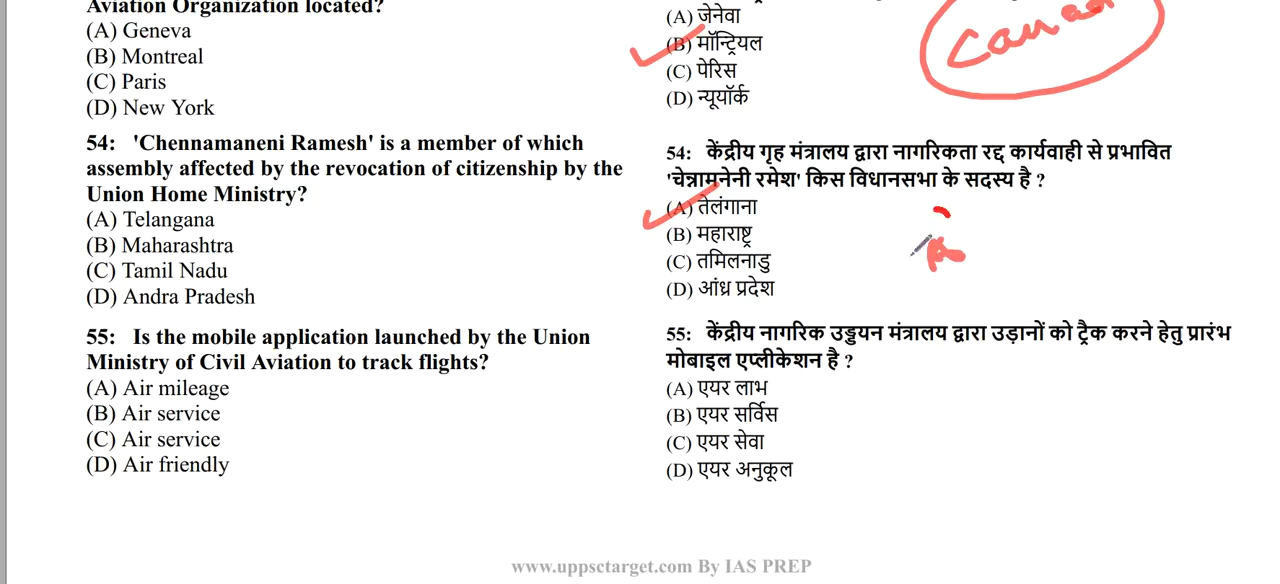 Aviation Organization located?
(A) Geneva
(B) Montreal
(C) Paris
(D) New York
54: 'Chennamaneni Ramesh' is a member of which
assembly affected by the revocation of citizenship by the
Union Home Ministry?
(A) Telangana
(B) Maharashtra
(C) Tamil Nadu
(D) Andra Pradesh
55: Is the mobile application launched by the Union
Ministry of Civil Aviation to track flights?
(A) Air mileage
(B) Air service
(C) Air service
(D) Air friendly
(A) जेनेवा
(B) मॉन्ट्रियल
(C) पेरिस
(D) न्यूयॉर्क
54: केंद्रीय गृह मंत्रालय द्वारा नागरिकता रद्द कार्यवाही से प्रभावित
'चेन्नामनेनी रमेश' किस विधानसभा के सदस्य है ?
(A) तेलंगाना
(B) महाराष्ट्र
(C) तमिलनाडु
(D) आंध्र प्रदेश
55: केंद्रीय नागरिक उड्डयन मंत्रालय द्वारा उड़ानों को ट्रैक करने हेतु प्रारंभ
मोबाइल एप्लीकेशन है ?
(A) एयर लाभ
(B) एयर सर्विस
(C) एयर सेवा
(D) एयर अनुकूल
www.uppsctarget.com By IAS PREP